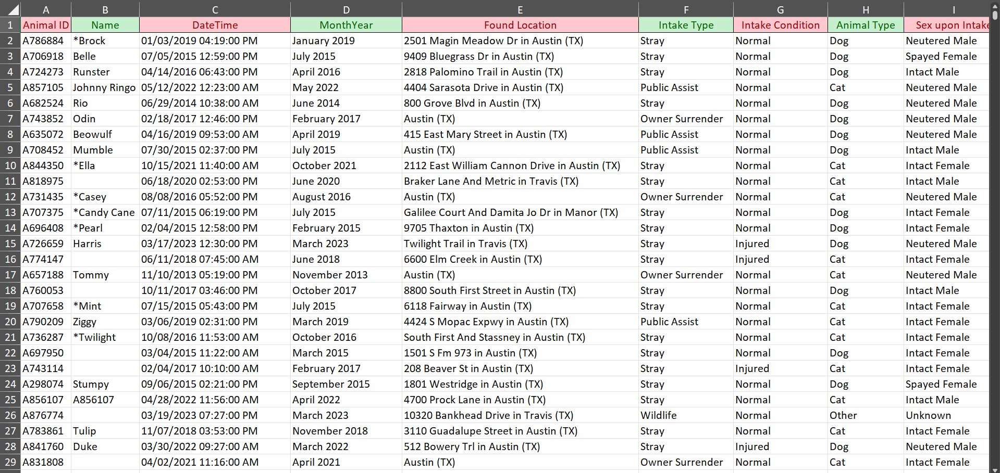 A B C D E F G H I
1 Animal ID Name DateTime MonthYear Found Location Intake Type Intake Condition Animal Type Sex upon Intake
2 A786884 *Brock 01/03/2019 04:19:00 PM January 2019 2501 Magin Meadow Dr in Austin (TX) Stray Normal Dog Neutered Male
3 A706918 Belle 07/05/2015 12:59:00 PM July 2015 9409 Bluegrass Dr in Austin (TX) Stray Normal Dog Spayed Female
4 A724273 Runster 04/14/2016 06:43:00 PM April 2016 2818 Palomino Trail in Austin (TX) Stray Normal Dog Intact Male
5 A857105 Johnny Ringo 05/12/2022 12:23:00 AM May 2022 4404 Sarasota Drive in Austin (TX) Public Assist Normal Cat Neutered Male
6 A682524 Rio 06/29/2014 10:38:00 AM June 2014 800 Grove Blvd in Austin (TX) Stray Normal Dog Neutered Male
7 A743852 Odin 02/18/2017 12:46:00 PM February 2017 Austin (TX) Owner Surrender Normal Dog Neutered Male
8 A635072 Beowulf 04/16/2019 09:53:00 AM April 2019 415 East Mary Street in Austin (TX) Public Assist Normal Dog Neutered Male
9 A708452 Mumble 07/30/2015 02:37:00 PM July 2015 Austin (TX) Public Assist Normal Dog Intact Male
10 A844350 *Ella 10/15/2021 11:40:00 AM October 2021 2112 East William Cannon Drive in Austin (TX) Stray Normal Cat Intact Female
11 A818975 06/18/2020 02:53:00 PM June 2020 Braker Lane And Metric in Travis (TX) Stray Normal Cat Intact Male
12 A731435 *Casey 08/08/2016 05:52:00 PM August 2016 Austin (TX) Owner Surrender Normal Cat Neutered Male
13 A707375 *Candy Cane 07/11/2015 06:19:00 PM July 2015 Galilee Court And Damita Jo Dr in Manor (TX) Stray Normal Dog Intact Female
14 A696408 *Pearl 02/04/2015 12:58:00 PM February 2015 9705 Thaxton in Austin (TX) Stray Normal Dog Intact Female
15 A726659 Harris 03/17/2023 12:30:00 PM March 2023 Twilight Trail in Travis (TX) Stray Injured Dog Neutered Male
16 A774147 06/11/2018 07:45:00 AM June 2018 6600 Elm Creek in Austin (TX) Stray Injured Cat Intact Female
17 A657188 Tommy 11/10/2013 05:19:00 PM November 2013 Austin (TX) Owner Surrender Normal Cat Neutered Male
18 A760053 10/11/2017 03:46:00 PM October 2017 8800 South First Street in Austin (TX) Stray Normal Dog Intact Male
19 A707658 *Mint 07/15/2015 05:43:00 PM July 2015 6118 Fairway in Austin (TX) Stray Normal Cat Intact Female
20 A790209 Ziggy 03/06/2019 02:31:00 PM March 2019 4424 S Mopac Expwy in Austin (TX) Public Assist Normal Cat Intact Female
21 A736287 *Twilight 10/08/2016 11:53:00 AM October 2016 South First And Stassney in Austin (TX) Stray Normal Cat Intact Female
22 A697950 03/04/2015 11:22:00 AM March 2015 1501 S Fm 973 in Austin (TX) Stray Normal Dog Intact Female
23 A743114 02/04/2017 10:10:00 AM February 2017 208 Beaver St in Austin (TX) Stray Injured Cat Intact Female
24 A298074 Stumpy 09/06/2015 02:21:00 PM September 2015 1801 Westridge in Austin (TX) Stray Normal Dog Spayed Female
25 A856107 A856107 04/28/2022 11:56:00 AM April 2022 4700 Prock Lane in Austin (TX) Stray Normal Cat Intact Male
26 A876774 03/19/2023 07:27:00 PM March 2023 10320 Bankhead Drive in Travis (TX) Wildlife Normal Other Unknown
27 A783861 Tulip 11/07/2018 03:53:00 PM November 2018 3110 Guadalupe Street in Austin (TX) Stray Normal Cat Intact Female
28 A841760 Duke 03/30/2022 09:27:00 AM March 2022 512 Bowery Trl in Austin (TX) Stray Injured Dog Neutered Male
29 A831808 04/02/2021 11:16:00 AM April 2021 Austin (TX) Owner Surrender Normal Cat Intact Female